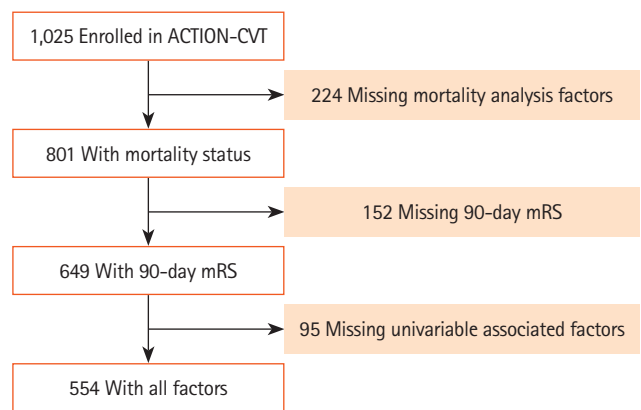 1,025 Enrolled in ACTION-CVT
224 Missing mortality analysis factors
801 With mortality status
152 Missing 90-day mRS
649 With 90-day mRS
95 Missing univariable associated factors
554 With all factors